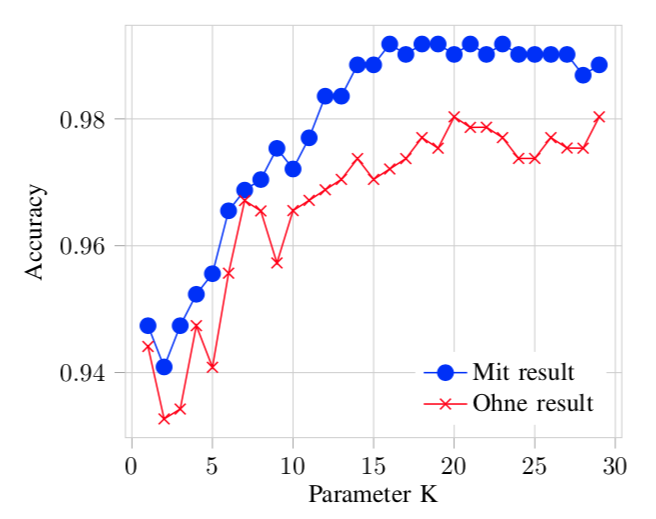 0.98
0.96
0.94
Accuracy
Mit result
Ohne result
0 5 10 15 20 25 30
Parameter K